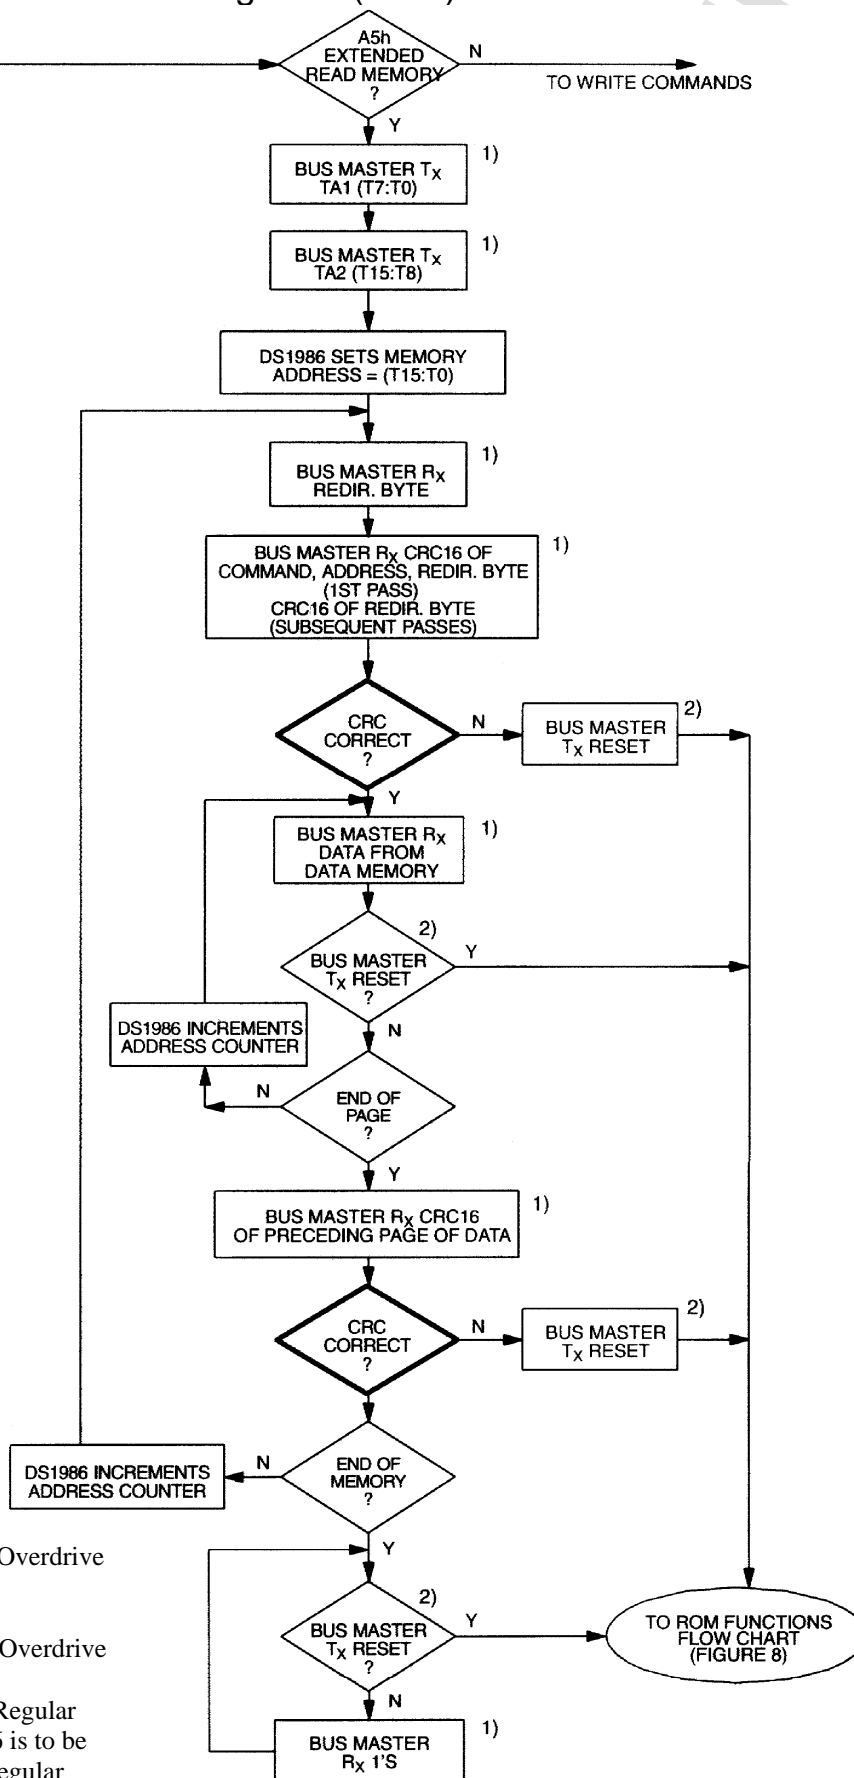 A5h
EXTENDED
READ MEMORY
?
N
TO WRITE COMMANDS
Y
BUS MASTER TX
TA1 (T7:T0)
1)
BUS MASTER TX
TA2 (T15:T8)
1)
DS1986 SETS MEMORY
ADDRESS = (T15:T0)
BUS MASTER RX
REDIR. BYTE
1)
BUS MASTER RX CRC16 OF
COMMAND, ADDRESS, REDIR. BYTE
(1ST PASS)
CRC16 OF REDIR. BYTE
(SUBSEQUENT PASSES)
1)
CRC
CORRECT
?
N
BUS MASTER
TX RESET
2)
Y
BUS MASTER RX
DATA FROM
DATA MEMORY
1)
BUS MASTER
TX RESET
?
2)
Y
N
DS1986 INCREMENTS
ADDRESS COUNTER
END OF
PAGE
?
N
Y
BUS MASTER RX CRC16
OF PRECEDING PAGE OF DATA
1)
CRC
CORRECT
?
N
BUS MASTER
TX RESET
2)
END OF
MEMORY
?
N
DS1986 INCREMENTS
ADDRESS COUNTER
Y
Overdrive
BUS MASTER
TX RESET
?
2)
Y
TO ROM FUNCTIONS
FLOW CHART
(FIGURE 8)
Overdrive
N
Regular
is to be
BUS MASTER
RX 1'S
1)
egular